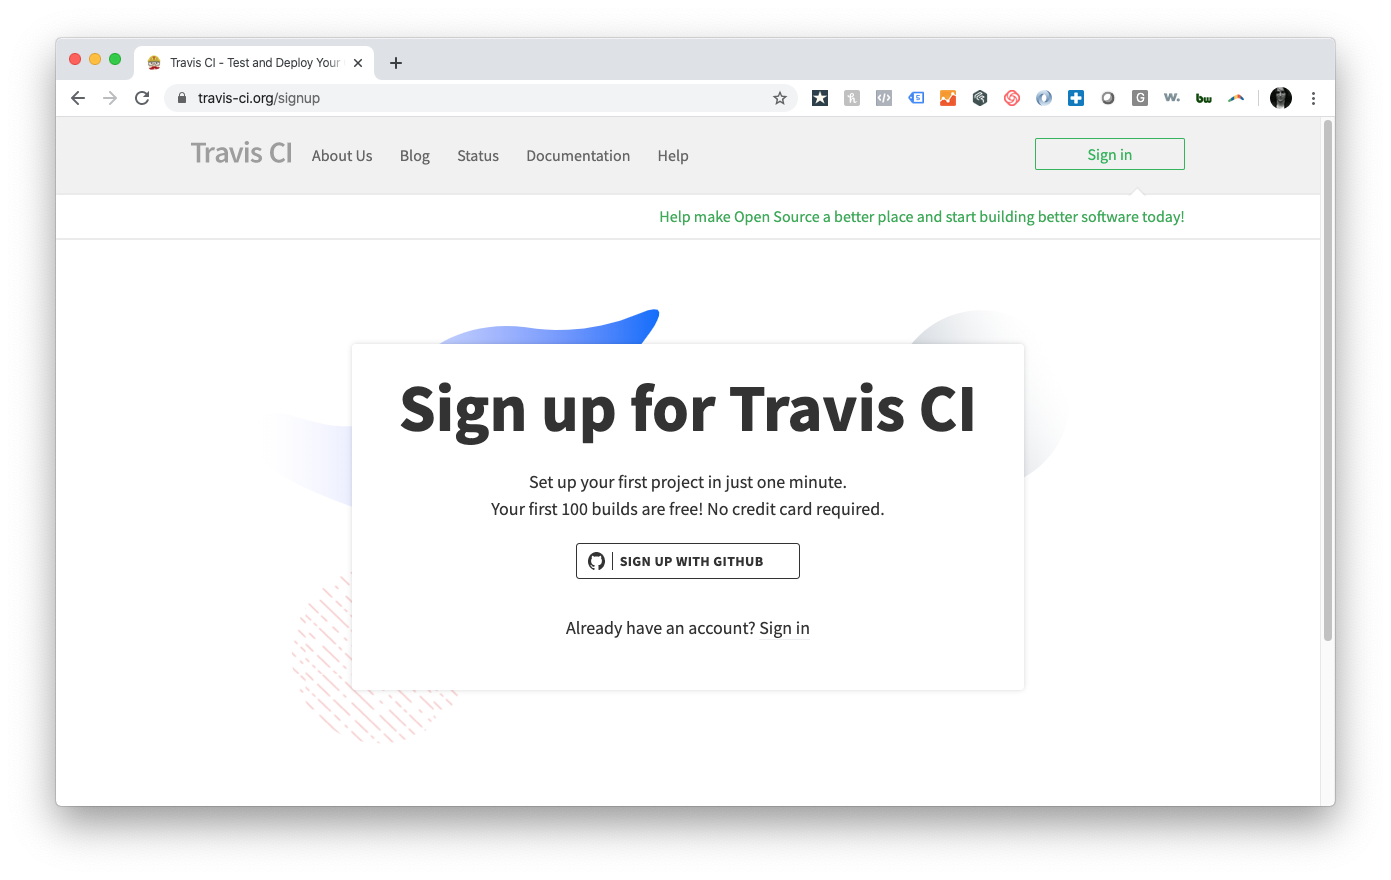 Travis CI - Test and Deploy Your
travis-ci.org/signup
S
G
w.
bw
Travis CI
About Us
Blog
Status
Documentation
Help
Sign in
Help make Open Source a better place and start building better software today!
Sign up for Travis CI
Set up your first project in just one minute.
Your first 100 builds are free! No credit card required.
SIGN UP WITH GITHUB
Already have an account? Sign in